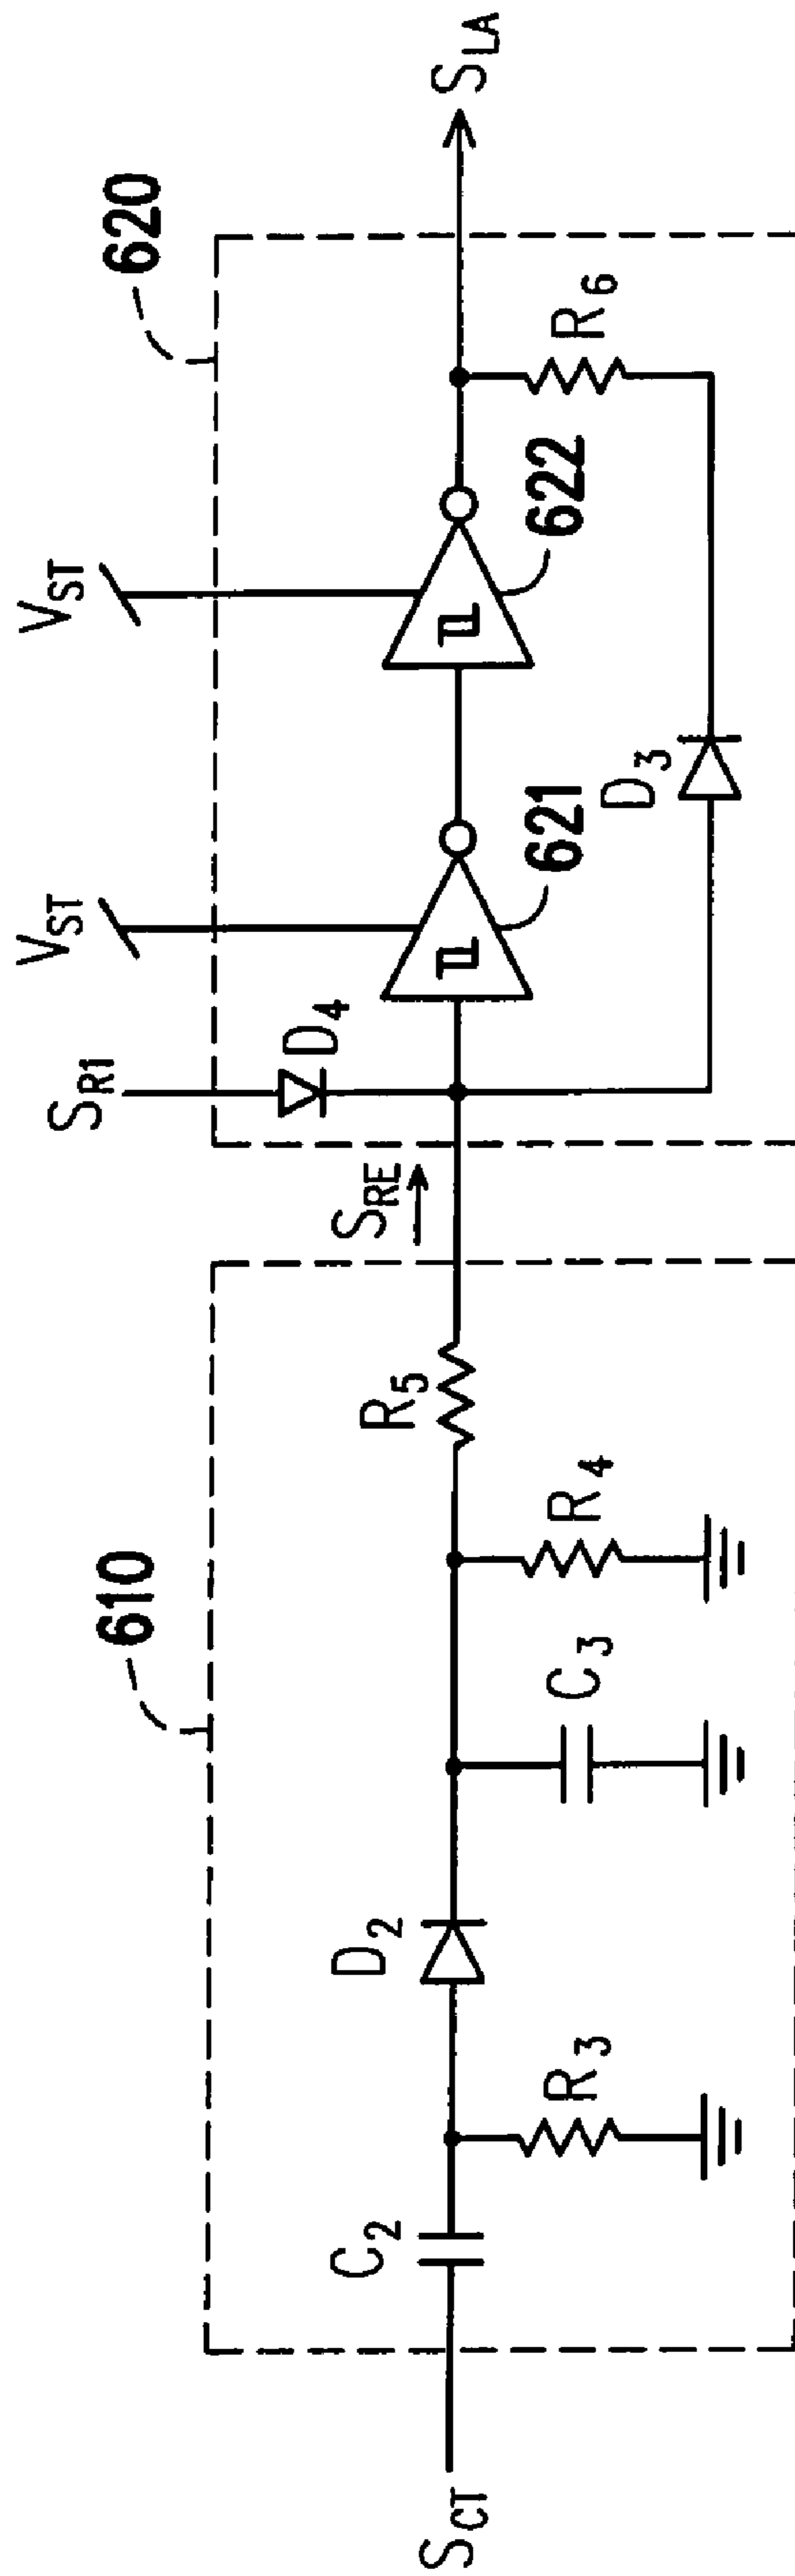 610
620
S_CT
C_2
R_3
D_2
C_3
R_4
R_5
S_RE
S_R1
D_4
V_ST
V_ST
621
622
D_3
R_6
S_LA